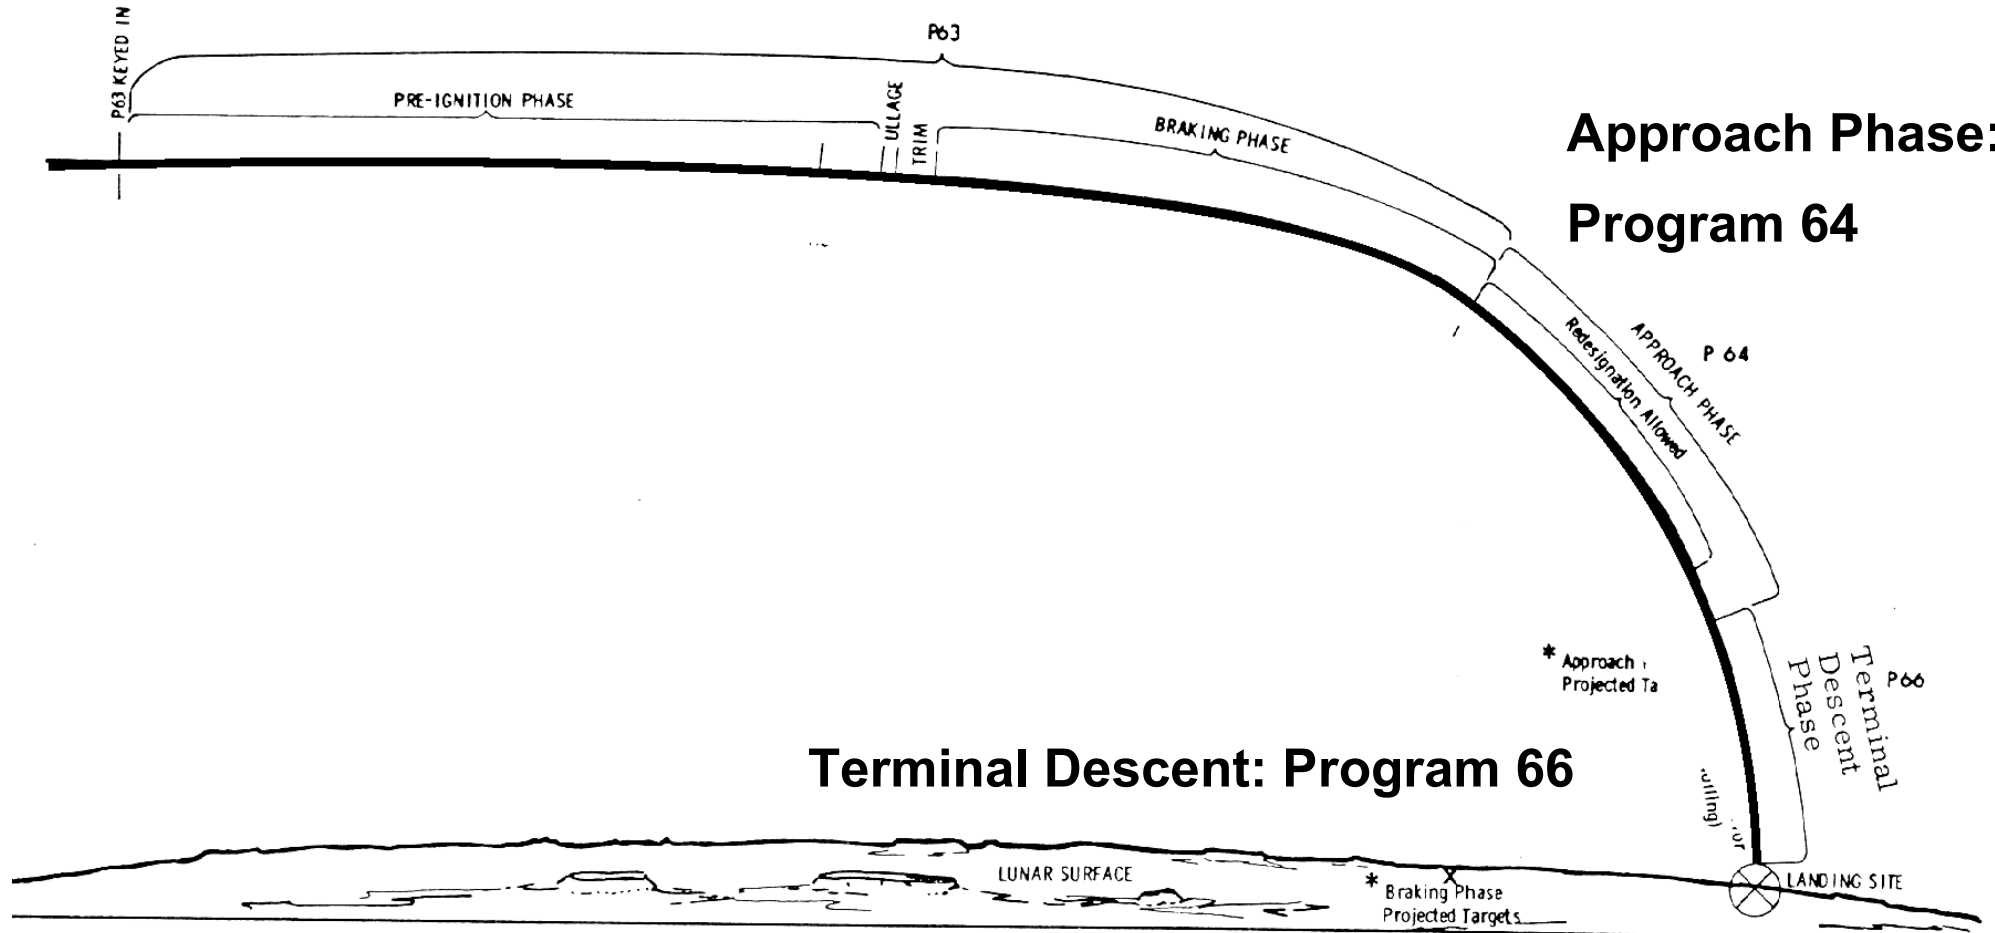 P63 KEYED IN
P63
PRE-IGNITION PHASE
ULLAGE
TRIM
BRAKING PHASE
Approach Phase:
Program 64
Redesignation Allowed
APPROACH PHASE
P 64
* Approach
Projected Ta
Terminal
Descent
Phase
P66
Terminal Descent: Program 66
LUNAR SURFACE
* Braking Phase
Projected Targets
LANDING SITE